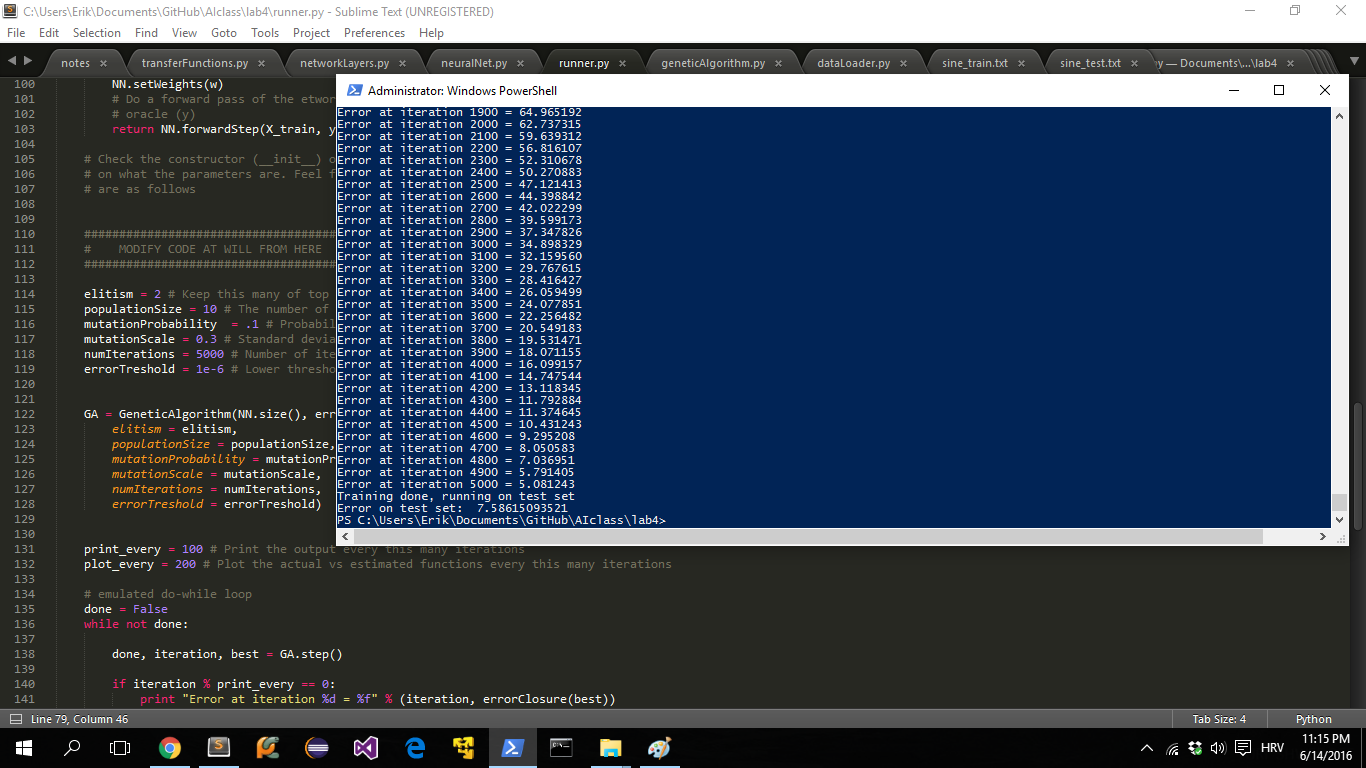 C:\Users\Erik\Documents\GitHub\AIclass\lab4\runner.py - Sublime Text (UNREGISTERED)
File Edit Selection Find View Goto Tools Project Preferences Help
notes × transferFunctions.py × networkLayers.py × neuralNet.py × runner.py × geneticAlgorithm.py × dataLoader.py × sine_train.txt × sine_test.txt × py — Documents\...\lab4 ×
100 NN.setWeights(w)
101 # Do a forward pass of the etwor
102 # oracle (y)
103 return NN.forwardStep(X_train, y
104
105 # Check the constructor (__init__) o
106 # on what the parameters are. Feel f
107 # are as follows
108
109
110 ####################################
111 #    MODIFY CODE AT WILL FROM HERE
112 ####################################
113
114 elitism = 2 # Keep this many of top
115 populationSize = 10 # The number of
116 mutationProbability  = .1 # Probabil
117 mutationScale = 0.3 # Standard devia
118 numIterations = 5000 # Number of ite
119 errorTreshold = 1e-6 # Lower thresho
120
121
122 GA = GeneticAlgorithm(NN.size(), err
123 elitism = elitism,
124 populationSize = populationSize,
125 mutationProbability = mutationPr
126 mutationScale = mutationScale,
127 numIterations = numIterations,
128 errorTreshold = errorTreshold)
129
130
131 print_every = 100 # Print the output every this many iterations
132 plot_every = 200 # Plot the actual vs estimated functions every this many iterations
133
134 # emulated do-while loop
135 done = False
136 while not done:
137
138 done, iteration, best = GA.step()
139
140 if iteration % print_every == 0:
141 print "Error at iteration %d = %f" % (iteration, errorClosure(best))
Administrator: Windows PowerShell
Error at iteration 1900 = 64.965192
Error at iteration 2000 = 62.737315
Error at iteration 2100 = 59.639312
Error at iteration 2200 = 56.816107
Error at iteration 2300 = 52.310678
Error at iteration 2400 = 50.270883
Error at iteration 2500 = 47.121413
Error at iteration 2600 = 44.398842
Error at iteration 2700 = 42.022299
Error at iteration 2800 = 39.599173
Error at iteration 2900 = 37.347826
Error at iteration 3000 = 34.898329
Error at iteration 3100 = 32.159560
Error at iteration 3200 = 29.767615
Error at iteration 3300 = 28.416427
Error at iteration 3400 = 26.059499
Error at iteration 3500 = 24.077851
Error at iteration 3600 = 22.256482
Error at iteration 3700 = 20.549183
Error at iteration 3800 = 19.531471
Error at iteration 3900 = 18.071155
Error at iteration 4000 = 16.099157
Error at iteration 4100 = 14.747544
Error at iteration 4200 = 13.118345
Error at iteration 4300 = 11.792884
Error at iteration 4400 = 11.374645
Error at iteration 4500 = 10.431243
Error at iteration 4600 = 9.295208
Error at iteration 4700 = 8.050583
Error at iteration 4800 = 7.036951
Error at iteration 4900 = 5.791405
Error at iteration 5000 = 5.081243
Training done, running on test set
Error on test set:  7.58615093521
PS C:\Users\Erik\Documents\GitHub\AIclass\lab4>
Line 79, Column 46
Tab Size: 4
Python
HRV
11:15 PM
6/14/2016